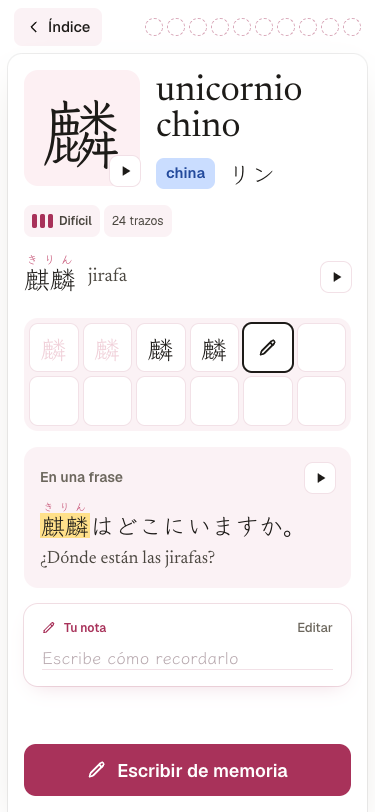 Índice
麟
unicornio
chino
china リン
Difícil 24 trazos
きりん
麒麟 jirafa
麟 麟 麟 麟
En una frase
きりん
麒麟はどこにいますか。
¿Dónde están las jirafas?
Tu nota Editar
Escribe cómo recordarlo
Escribir de memoria